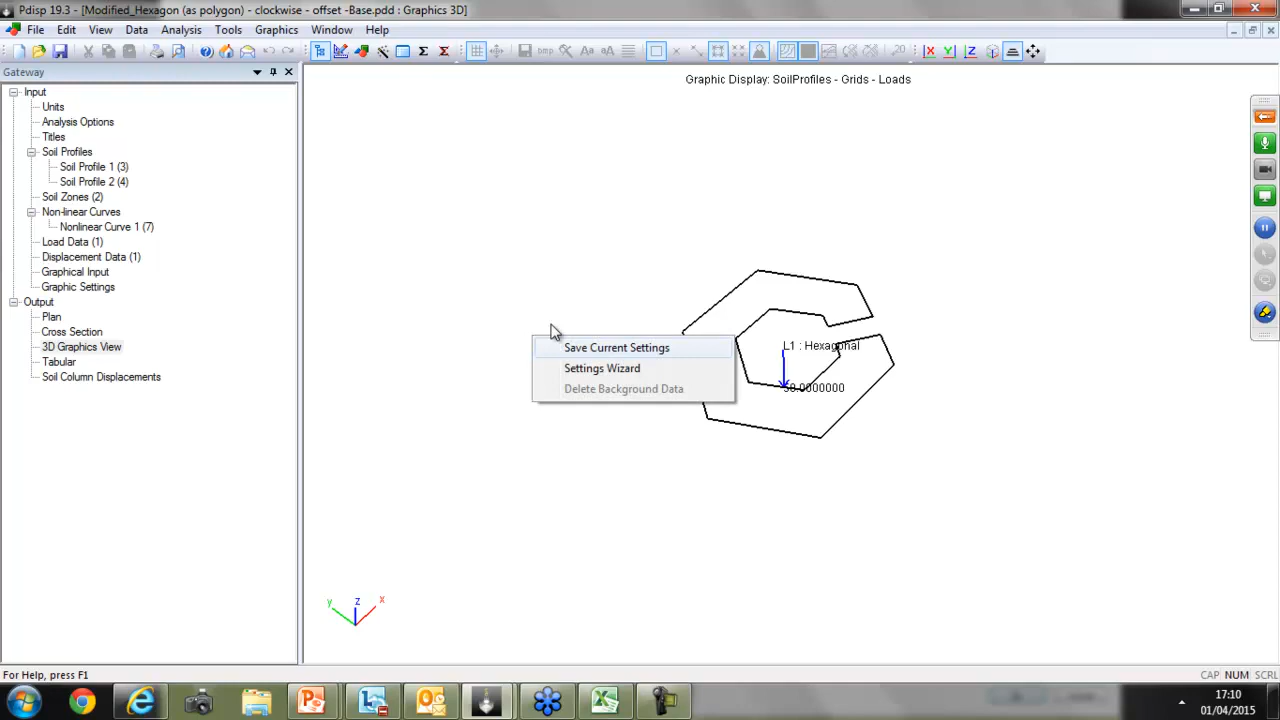 Pdisp 19.3 - [Modified_Hexagon (as polygon) - clockwise - offset -Base.pdd : Graphics 3D]
File Edit View Data Analysis Tools Graphics Window Help
Gateway
Input
Units
Analysis Options
Titles
Soil Profiles
Soil Profile 1 (3)
Soil Profile 2 (4)
Soil Zones (2)
Non-linear Curves
Nonlinear Curve 1 (7)
Load Data (1)
Displacement Data (1)
Graphical Input
Graphic Settings
Output
Plan
Cross Section
3D Graphics View
Tabular
Soil Column Displacements
Graphic Display: SoilProfiles - Grids - Loads
L1 : Hexagonal
Save Current Settings
Settings Wizard
Delete Background Data
y z x
For Help, press F1
CAP NUM SCRL
17:10
01/04/2015